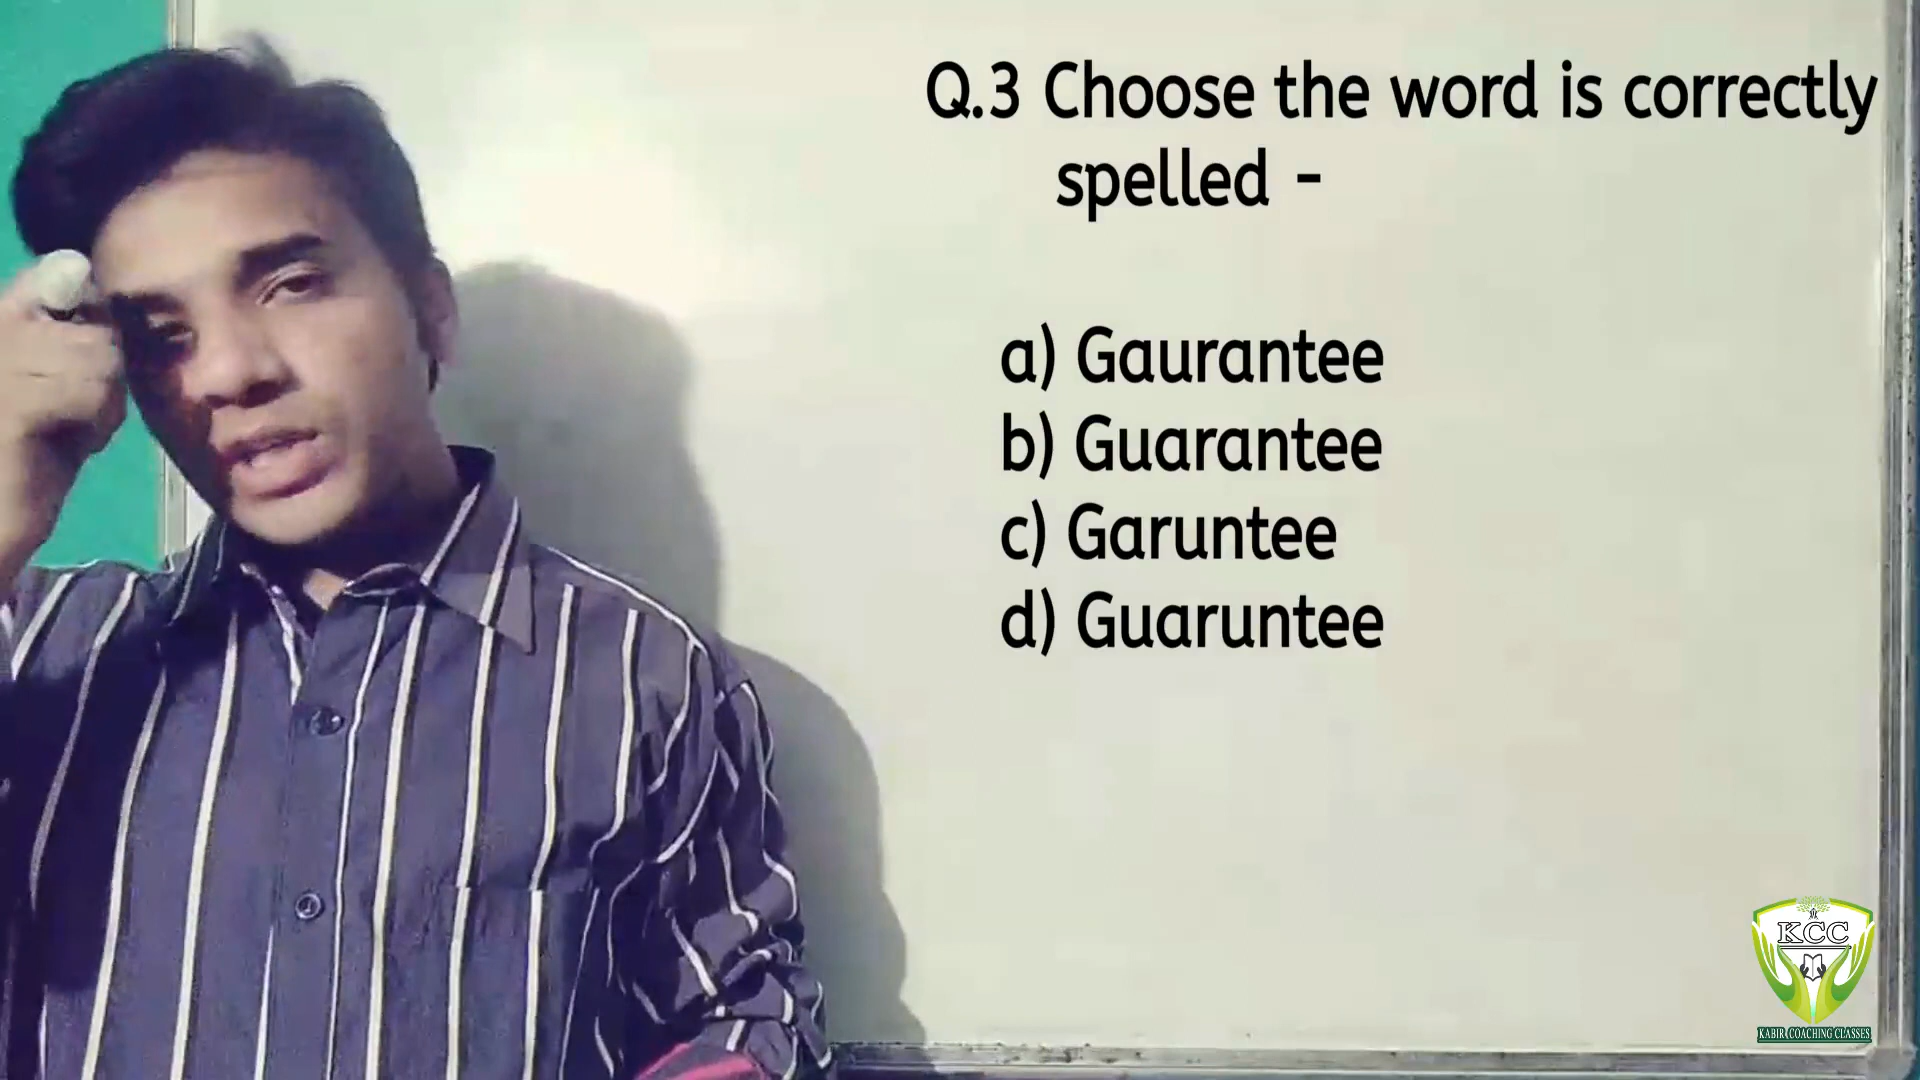 Q.3 Choose the word is correctly
spelled -
a) Gaurantee
b) Guarantee
c) Garuntee
d) Guaruntee
KCC
KABIR COACHING CLASSES